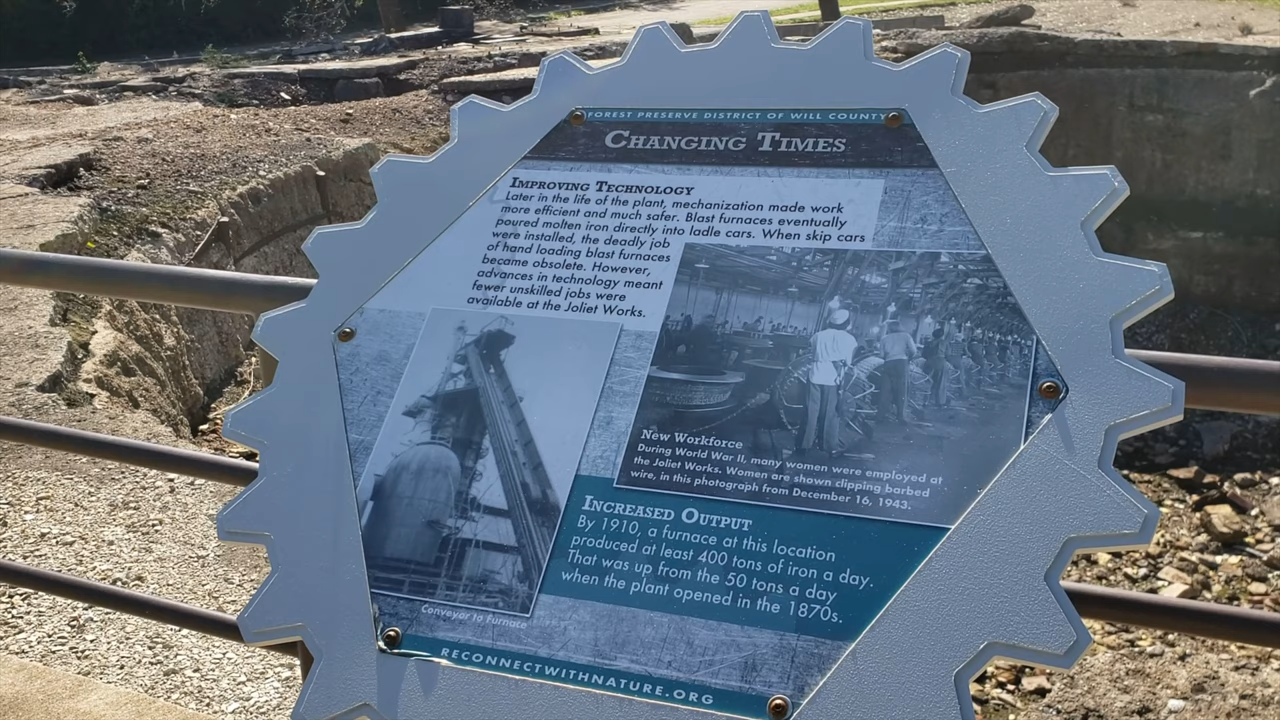 FOREST PRESERVE DISTRICT OF WILL COUNTY
CHANGING TIMES
IMPROVING TECHNOLOGY
Later in the life of the plant, mechanization made work
more efficient and much safer. Blast furnaces eventually
poured molten iron directly into ladle cars. When skip cars
were installed, the deadly job
of hand loading blast furnaces
became obsolete. However,
advances in technology meant
fewer unskilled jobs were
available at the Joliet Works.
New Workforce
During World War II, many women were employed at
the Joliet Works. Women are shown clipping barbed
wire, in this photograph from December 16, 1943.
INCREASED OUTPUT
By 1910, a furnace at this location
produced at least 400 tons of iron a day.
That was up from the 50 tons a day
when the plant opened in the 1870s.
Conveyor to Furnace
RECONNECTWITHNATURE.ORG